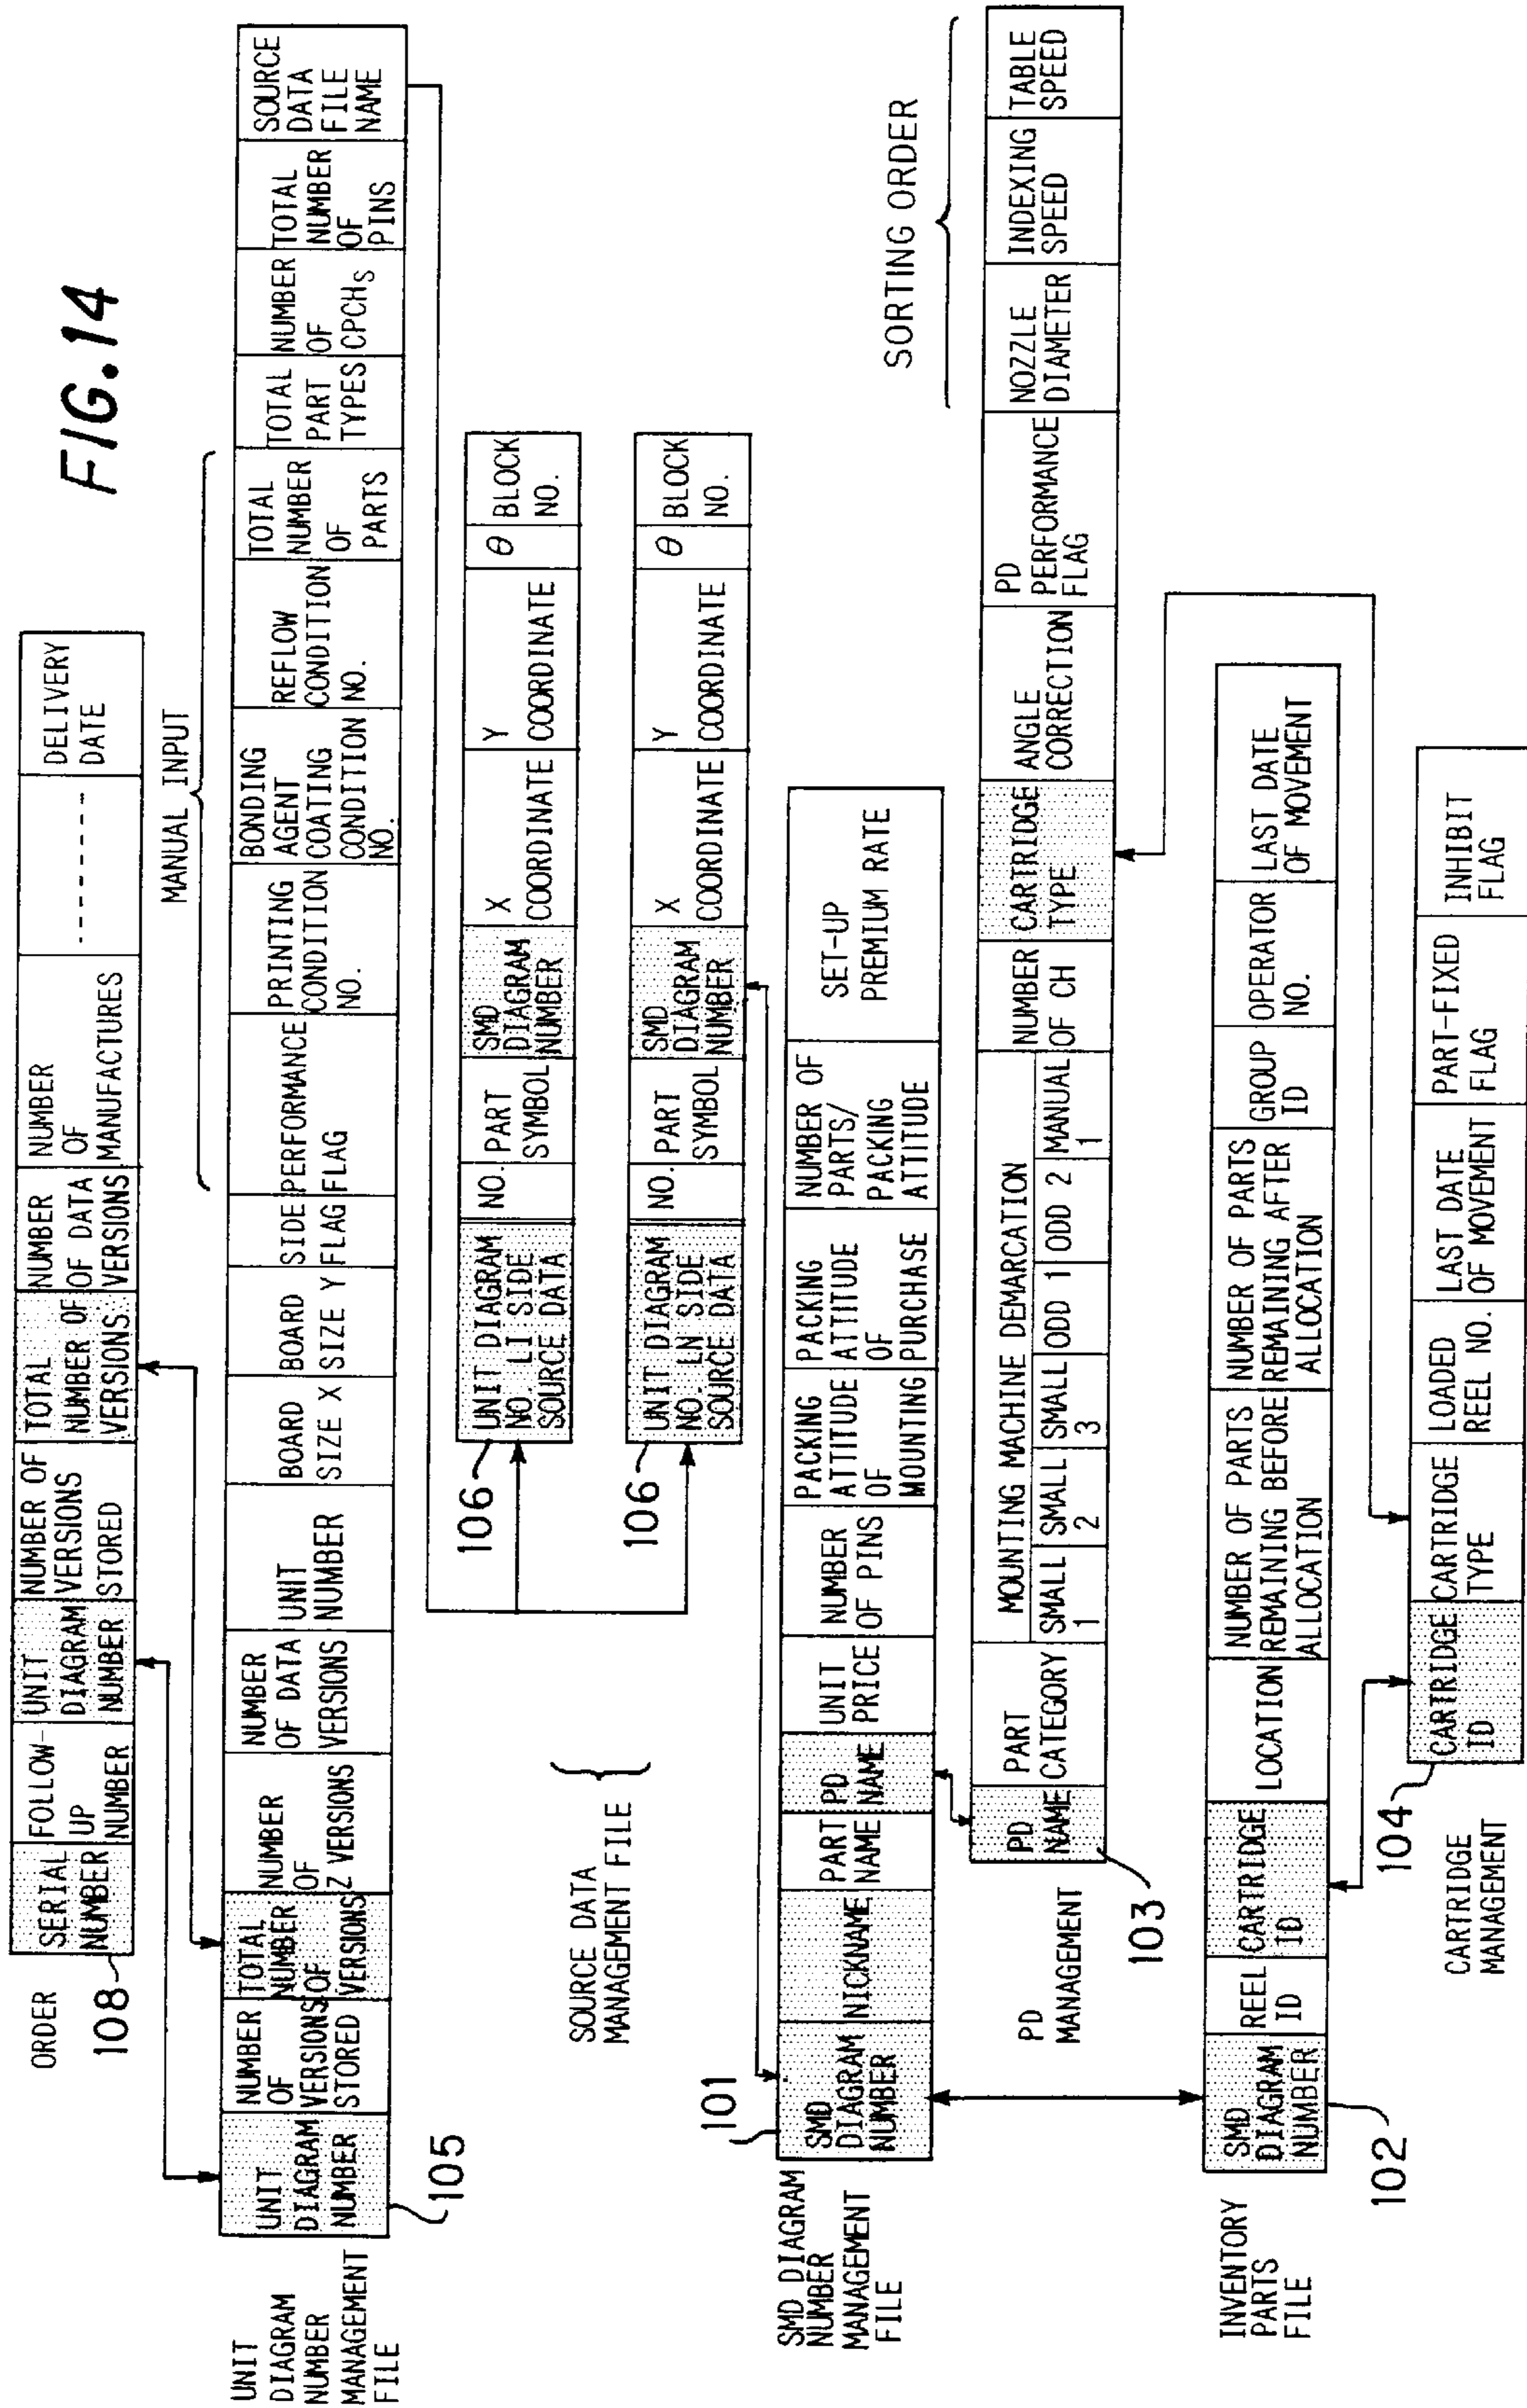 FIG.14
ORDER
108
SERIAL
NUMBER
FOLLOW-
UP
NUMBER
UNIT
DIAGRAM
NUMBER
NUMBER OF
VERSIONS
STORED
TOTAL
NUMBER OF
VERSIONS
NUMBER
OF DATA
VERSIONS
NUMBER
OF
MANUFACTURES
--------
DELIVERY
DATE
MANUAL INPUT
UNIT
DIAGRAM
NUMBER
MANAGEMENT
FILE
105
UNIT
DIAGRAM
NUMBER
NUMBER
OF
VERSIONS
STORED
TOTAL
NUMBER
OF
VERSIONS
NUMBER
OF
Z VERSIONS
NUMBER
OF DATA
VERSIONS
UNIT
NUMBER
BOARD
SIZE X
BOARD
SIZE Y
SIDE
FLAG
PERFORMANCE
FLAG
PRINTING
CONDITION
NO.
BONDING
AGENT
COATING
CONDITION
NO.
REFLOW
CONDITION
NO.
TOTAL
NUMBER
OF
PARTS
TOTAL
PART
TYPES
NUMBER
OF
CPCHS
TOTAL
NUMBER
OF
PINS
SOURCE
DATA
FILE
NAME
SOURCE DATA
MANAGEMENT FILE
106
UNIT DIAGRAM
NO. LI SIDE
SOURCE DATA
NO.
PART
SYMBOL
SMD
DIAGRAM
NUMBER
X
COORDINATE
Y
COORDINATE
θ
BLOCK
NO.
106
UNIT DIAGRAM
NO. LN SIDE
SOURCE DATA
NO.
PART
SYMBOL
SMD
DIAGRAM
NUMBER
X
COORDINATE
Y
COORDINATE
θ
BLOCK
NO.
SMD DIAGRAM
NUMBER
MANAGEMENT
FILE
101
SMD
DIAGRAM
NUMBER
NICKNAME
PART
NAME
PD
NAME
UNIT
PRICE
NUMBER
OF PINS
PACKING
ATTITUDE
OF
MOUNTING
PACKING
ATTITUDE
OF
PURCHASE
NUMBER OF
PARTS/
PACKING
ATTITUDE
SET-UP
PREMIUM RATE
SORTING ORDER
PD
MANAGEMENT
103
PD
NAME
PART
CATEGORY
MOUNTING MACHINE DEMARCATION
SMALL
1
SMALL
2
SMALL
3
ODD 1
ODD 2
MANUAL
1
NUMBER
OF CH
CARTRIDGE
TYPE
ANGLE
CORRECTION
PD
PERFORMANCE
FLAG
NOZZLE
DIAMETER
INDEXING
SPEED
TABLE
SPEED
INVENTORY
PARTS
FILE
102
SMD
DIAGRAM
NUMBER
REEL
ID
CARTRIDGE
ID
LOCATION
NUMBER OF PARTS
REMAINING BEFORE
ALLOCATION
NUMBER OF PARTS
REMAINING AFTER
ALLOCATION
GROUP
ID
OPERATOR
NO.
LAST DATE
OF MOVEMENT
CARTRIDGE
MANAGEMENT
104
CARTRIDGE
ID
CARTRIDGE
TYPE
LOADED
REEL NO.
LAST DATE
OF MOVEMENT
PART-FIXED
FLAG
INHIBIT
FLAG